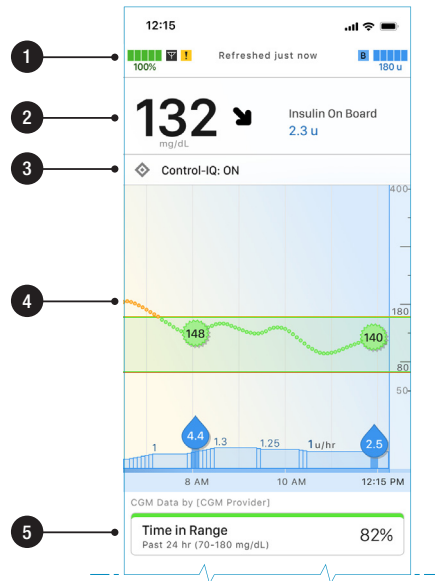 12:15
1
100%
!
Refreshed just now
B
180 u
2
132
mg/dL
Insulin On Board
2.3 u
3
Control-IQ: ON
400
4
180
148
140
80
50
4.4
2.5
1
1.3
1.25
1 u/hr
8 AM
10 AM
12:15 PM
CGM Data by [CGM Provider]
5
Time in Range
82%
Past 24 hr (70-180 mg/dL)